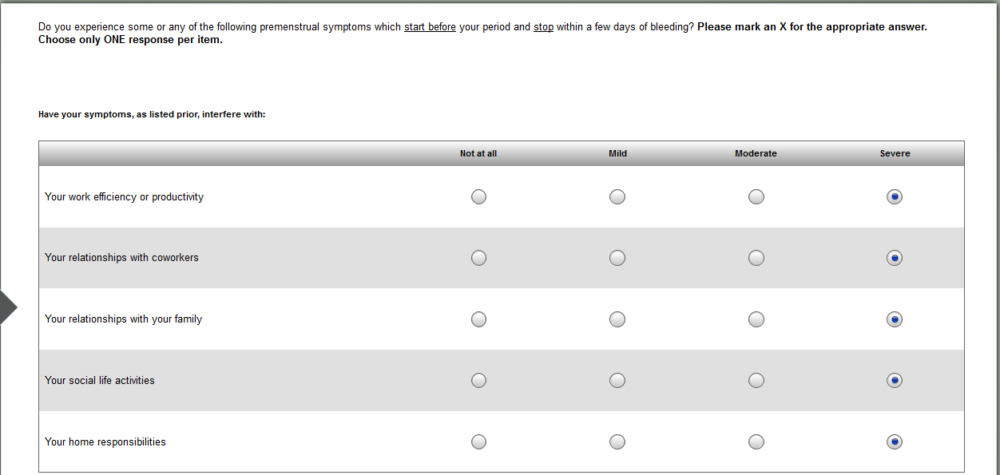 Do you experience some or any of the following premenstrual symptoms which start before your period and stop within a few days of bleeding? Please mark an X for the appropriate answer.
Choose only ONE response per item.
Have your symptoms, as listed prior, interfere with:
Not at all Mild Moderate Severe
Your work efficiency or productivity
Your relationships with coworkers
Your relationships with your family
Your social life activities
Your home responsibilities